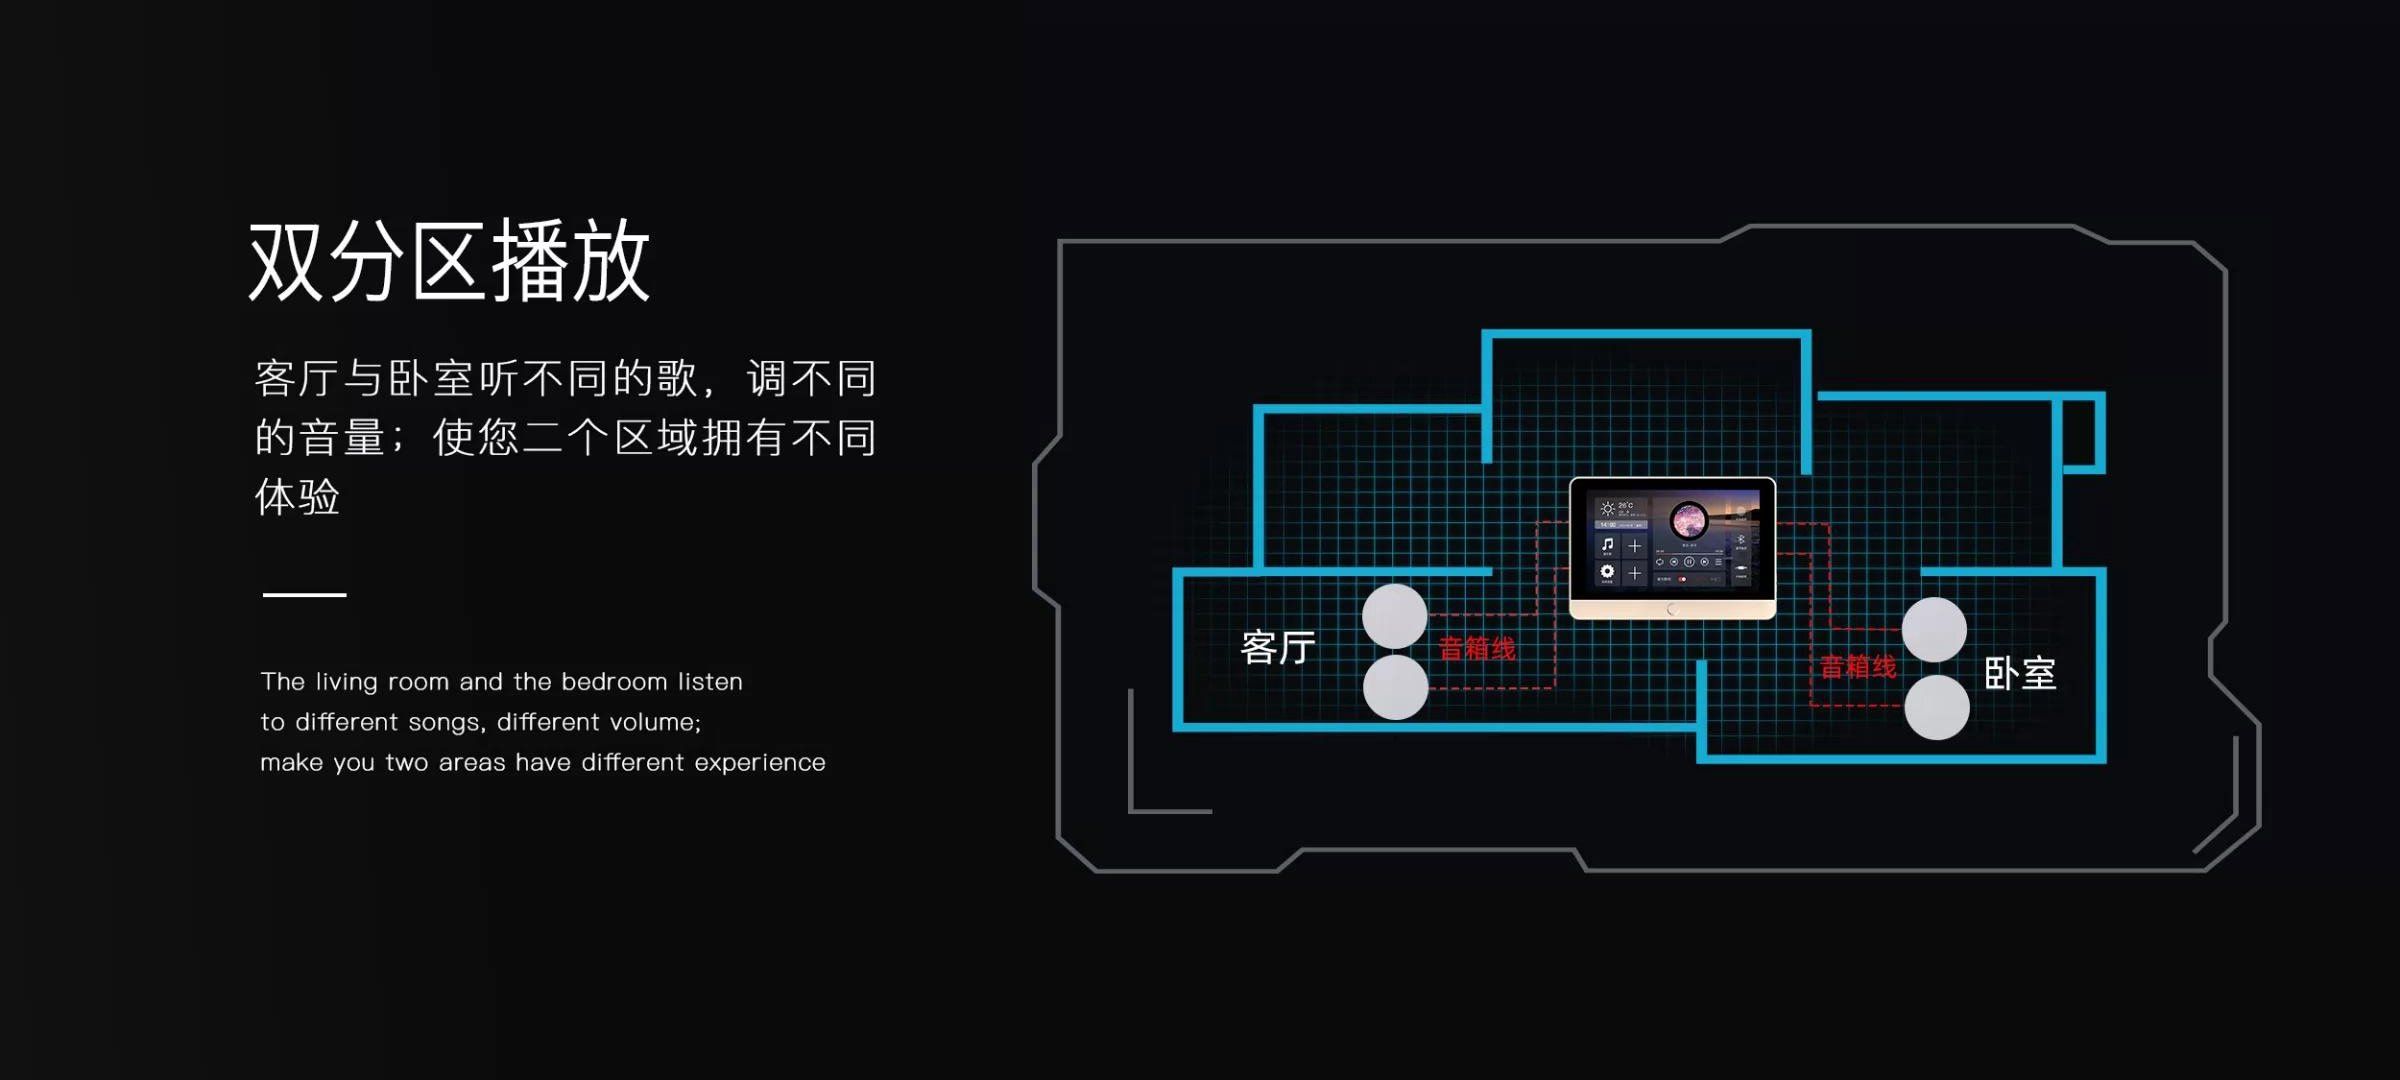 双分区播放
客厅与卧室听不同的歌，调不同
的音量；使您二个区域拥有不同
体验
The living room and the bedroom listen
to different songs, different volume;
make you two areas have different experience
26°C
14:00
客厅
音箱线
音箱线
卧室